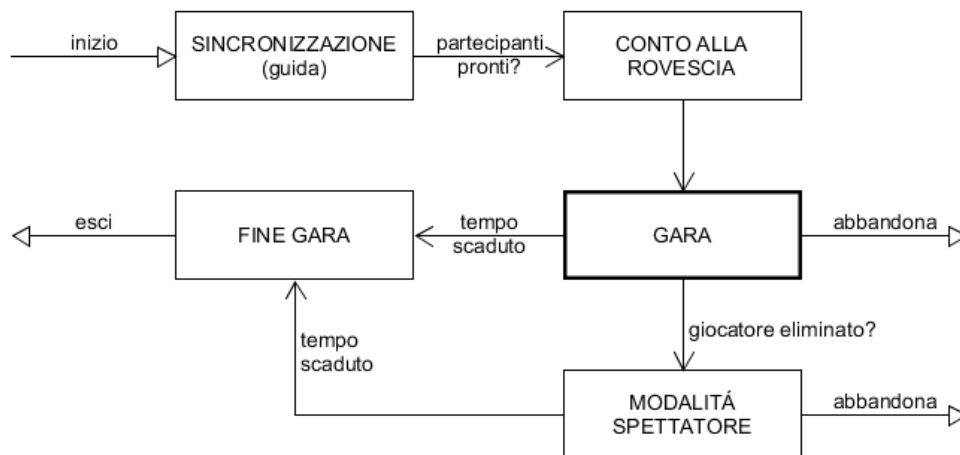 inizio
SINCRONIZZAZIONE
(guida)
partecipanti
pronti?
CONTO ALLA
ROVESCIA
esci
FINE GARA
tempo
scaduto
GARA
abbandona
giocatore eliminato?
tempo
scaduto
MODALITÁ
SPETTATORE
abbandona